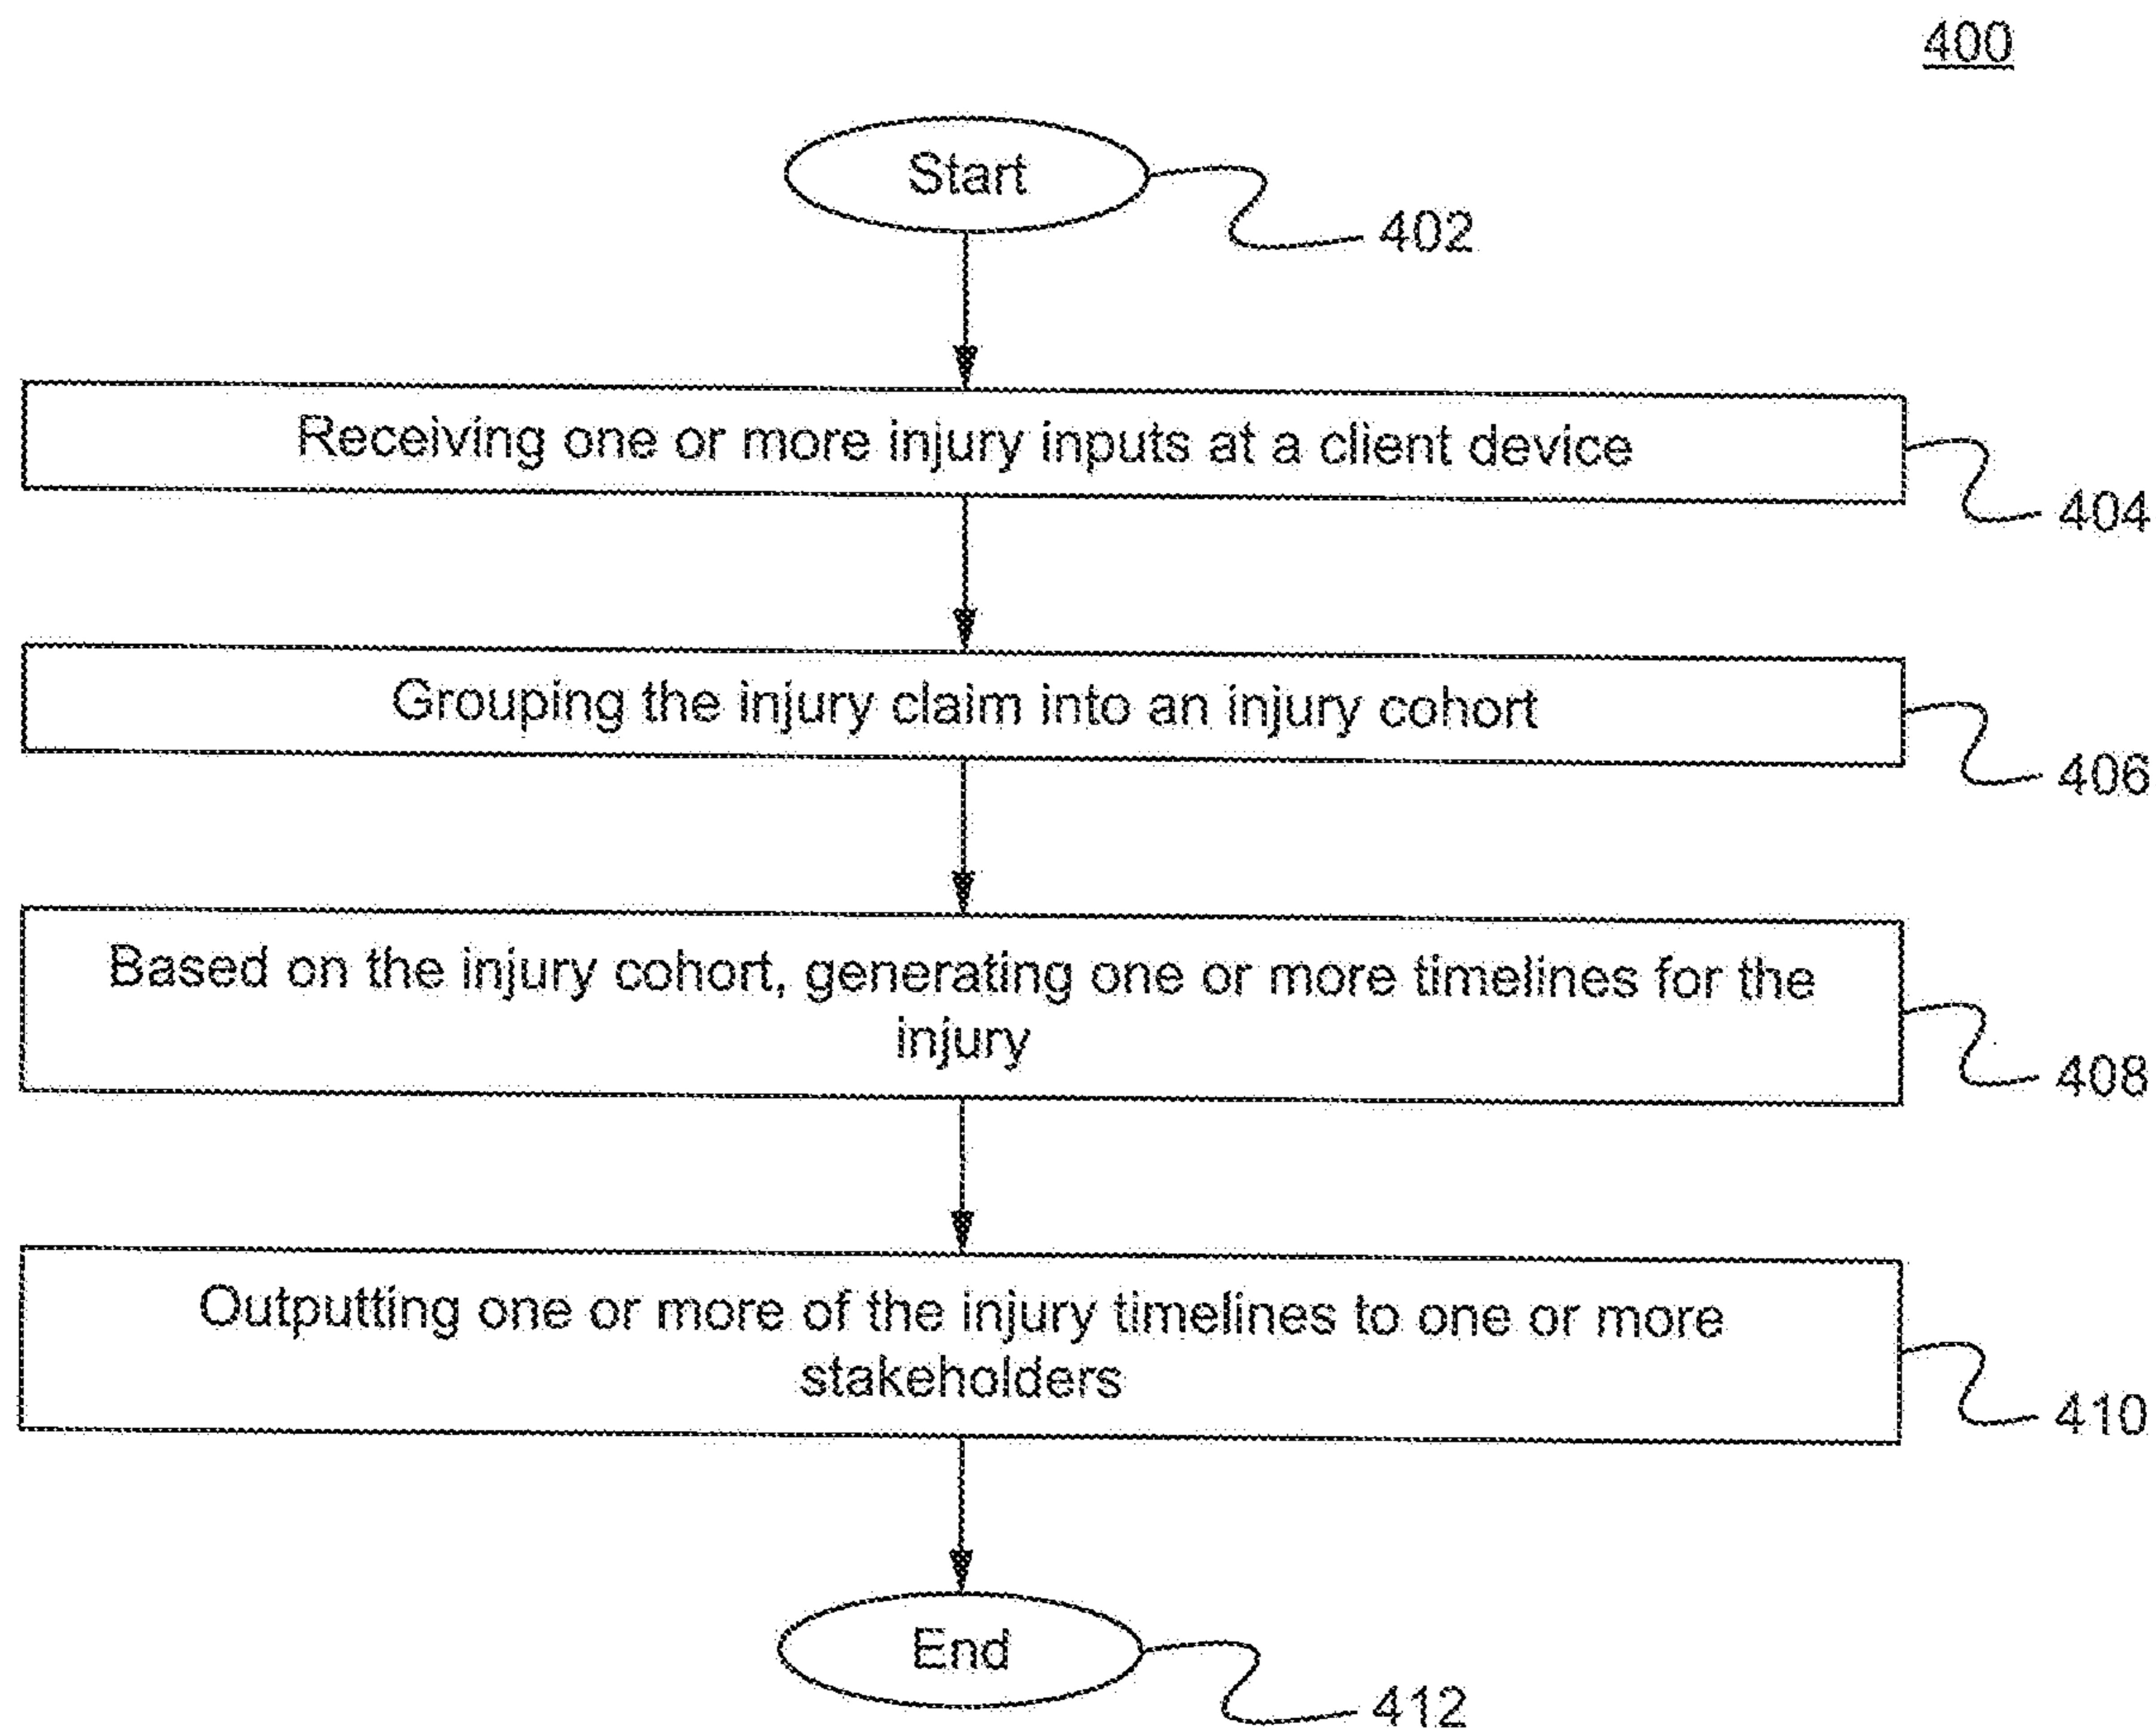 400
Start
402
Receiving one or more injury inputs at a client device
404
Grouping the injury claim into an injury cohort
406
Based on the injury cohort, generating one or more timelines for the
injury
408
Outputting one or more of the injury timelines to one or more
stakeholders
410
End
412